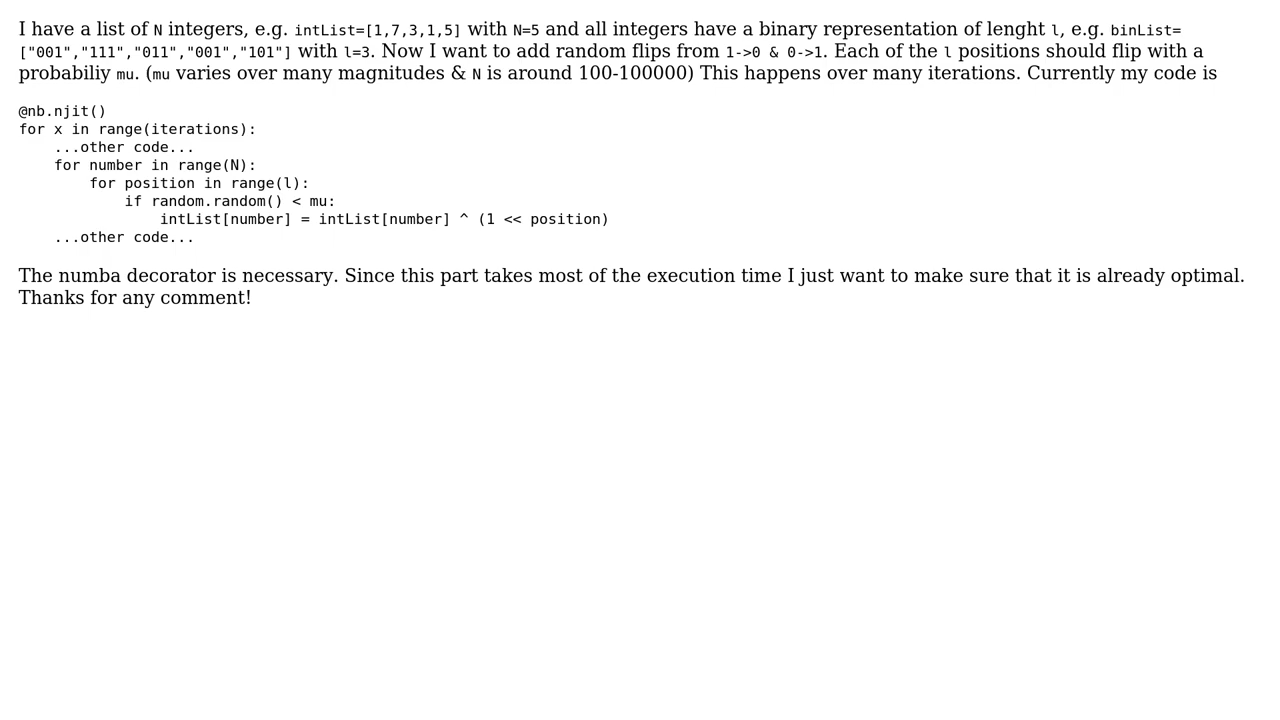 I have a list of N integers, e.g. intList=[1,7,3,1,5] with N=5 and all integers have a binary representation of lenght l, e.g. binList=
["001","111","011","001","101"] with l=3. Now I want to add random flips from 1->0 & 0->1. Each of the l positions should flip with a
probabiliy mu. (mu varies over many magnitudes & N is around 100-100000) This happens over many iterations. Currently my code is
@nb.njit()
for x in range(iterations):
    ...other code...
    for number in range(N):
        for position in range(l):
            if random.random() < mu:
                intList[number] = intList[number] ^ (1 << position)
    ...other code...
The numba decorator is necessary. Since this part takes most of the execution time I just want to make sure that it is already optimal.
Thanks for any comment!